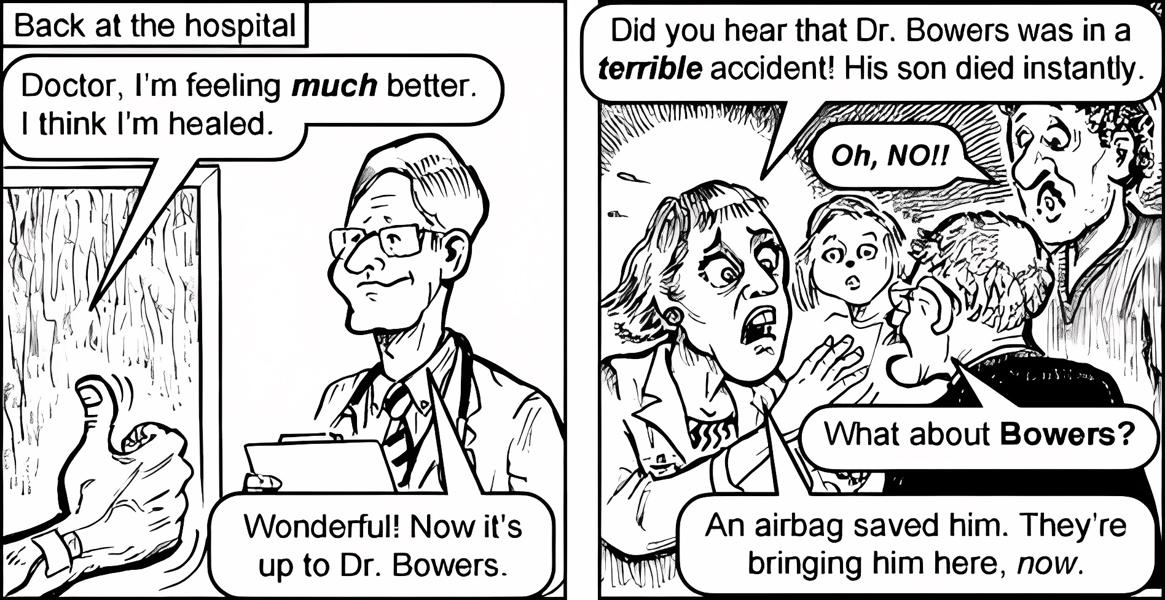 Back at the hospital
Doctor, I'm feeling much better.
I think I'm healed.
Wonderful! Now it's
up to Dr. Bowers.
Did you hear that Dr. Bowers was in a
terrible accident! His son died instantly.
Oh, NO!!
What about Bowers?
An airbag saved him. They're
bringing him here, now.